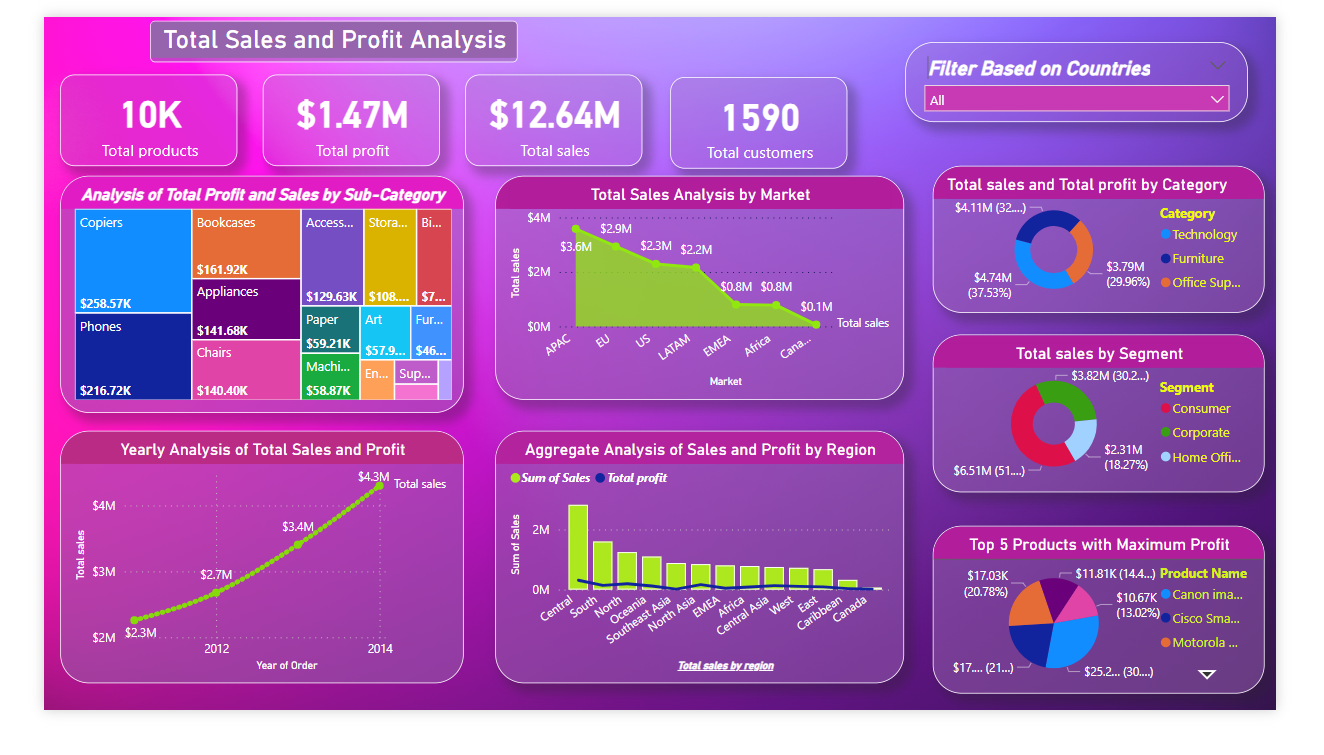 Total Sales and Profit Analysis
Filter Based on Countries
All
10K
Total products
$1.47M
Total profit
$12.64M
Total sales
1590
Total customers
Analysis of Total Profit and Sales by Sub-Category
Copiers
$258.57K
Phones
$216.72K
Bookcases
$161.92K
Appliances
$141.68K
Chairs
$140.40K
Access...
$129.63K
Stora...
$108....
Bi...
$7...
Paper
$59.21K
Machi...
$58.87K
Art
$57.9...
Fur...
$46...
En...
Sup...
Total Sales Analysis by Market
Total sales
$4M
$2M
$0M
$3.6M
$2.9M
$2.3M
$2.2M
$0.8M
$0.8M
$0.1M
Total sales
APAC
EU
US
LATAM
EMEA
Africa
Cana...
Market
Total sales and Total profit by Category
$4.11M (32....)
$4.74M
(37.53%)
$3.79M
(29.96%)
Category
Technology
Furniture
Office Sup...
Total sales by Segment
$3.82M (30.2...)
$2.31M
(18.27%)
$6.51M (51....)
Segment
Consumer
Corporate
Home Offi...
Yearly Analysis of Total Sales and Profit
Total sales
$4M
$3M
$2M
$2.3M
$2.7M
$3.4M
$4.3M
Total sales
2012
2014
Year of Order
Aggregate Analysis of Sales and Profit by Region
Sum of Sales
Total profit
Sum of Sales
2M
0M
Central
South
North
Oceania
Southeast Asia
North Asia
EMEA
Africa
Central Asia
West
East
Caribbean
Canada
Total sales by region
Top 5 Products with Maximum Profit
$17.03K
(20.78%)
$11.81K (14.4...)
$10.67K
(13.02%)
$17.... (21...)
$25.2... (30....)
Product Name
Canon ima...
Cisco Sma...
Motorola ...